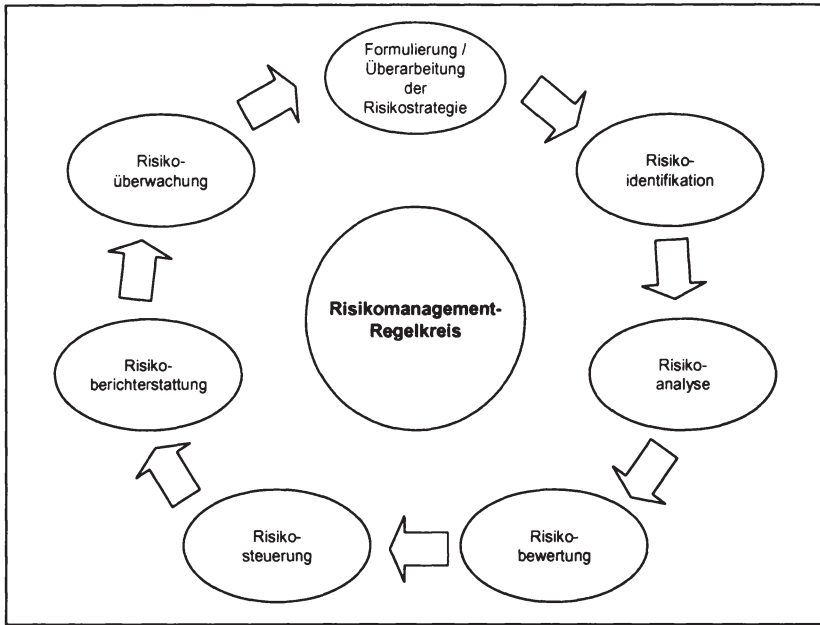 Formulierung /
Überarbeitung
der
Risikostrategie
Risiko-
identifikation
Risiko-
analyse
Risiko-
bewertung
Risiko-
steuerung
Risiko-
berichterstattung
Risiko-
überwachung
Risikomanagement-
Regelkreis